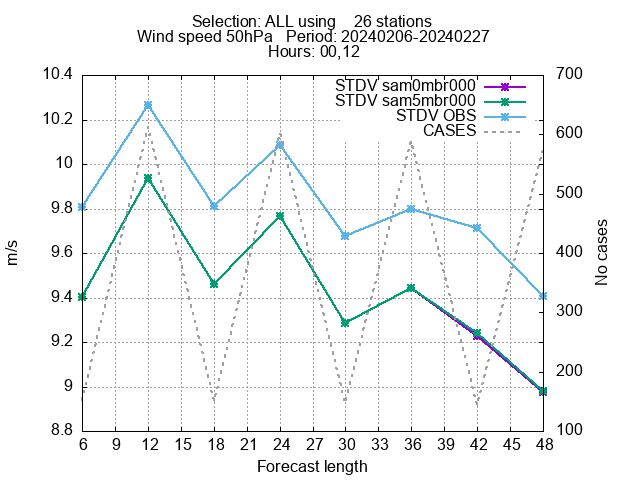 Selection: ALL using    26 stations
Wind speed 50hPa   Period: 20240206-20240227
Hours: 00,12
STDV sam0mbr000
STDV sam5mbr000
STDV OBS
CASES
10.4
10.2
10
9.8
9.6
9.4
9.2
9
8.8
m/s
700
600
500
400
300
200
100
No cases
6 9 12 15 18 21 24 27 30 33 36 39 42 45 48
Forecast length